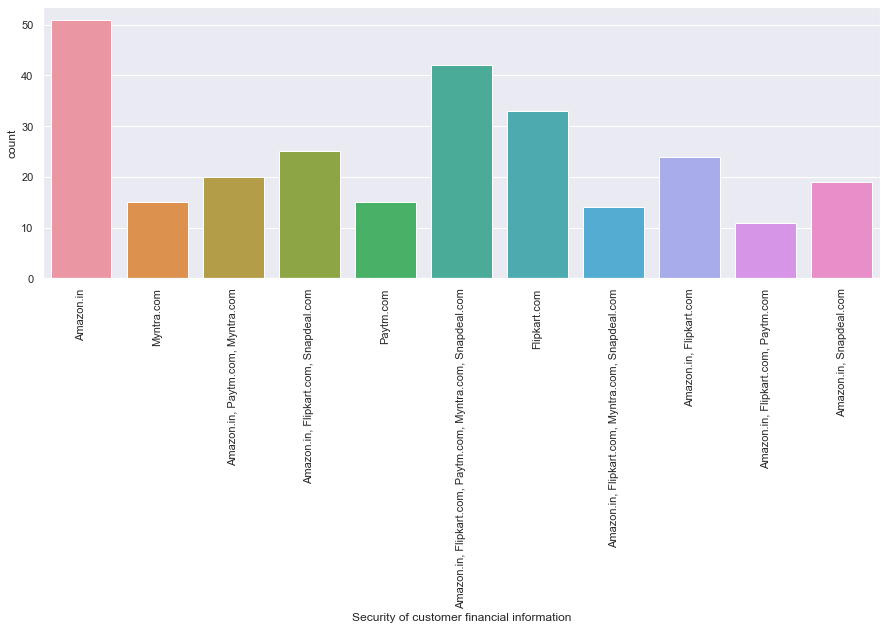 50
40
30
20
10
0
count
Amazon.in
Myntra.com
Amazon.in, Paytm.com, Myntra.com
Amazon.in, Flipkart.com, Snapdeal.com
Paytm.com
Amazon.in, Flipkart.com, Paytm.com, Myntra.com, Snapdeal.com
Flipkart.com
Amazon.in, Flipkart.com, Myntra.com, Snapdeal.com
Amazon.in, Flipkart.com
Amazon.in, Flipkart.com, Paytm.com
Amazon.in, Snapdeal.com
Security of customer financial information